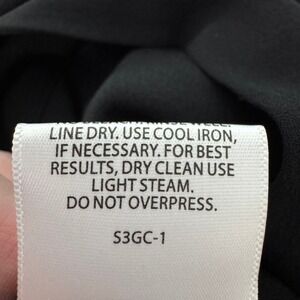 LINE DRY. USE COOL IRON,
IF NECESSARY. FOR BEST
RESULTS, DRY CLEAN USE
LIGHT STEAM.
DO NOT OVERPRESS.
S3GC-1